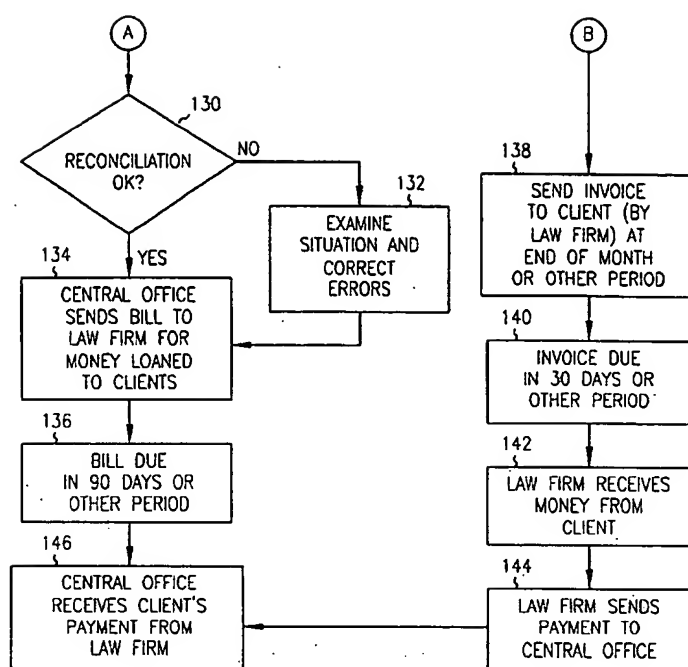 A
130
RECONCILIATION
OK?
NO
YES
132
EXAMINE
SITUATION AND
CORRECT
ERRORS
134
CENTRAL OFFICE
SENDS BILL TO
LAW FIRM FOR
MONEY LOANED
TO CLIENTS
136
BILL DUE
IN 90 DAYS OR
OTHER PERIOD
146
CENTRAL OFFICE
RECEIVES CLIENT'S
PAYMENT FROM
LAW FIRM
B
138
SEND INVOICE
TO CLIENT (BY
LAW FIRM) AT
END OF MONTH
OR OTHER PERIOD
140
INVOICE DUE
IN 30 DAYS OR
OTHER PERIOD
142
LAW FIRM RECEIVES
MONEY FROM
CLIENT
144
LAW FIRM SENDS
PAYMENT TO
CENTRAL OFFICE